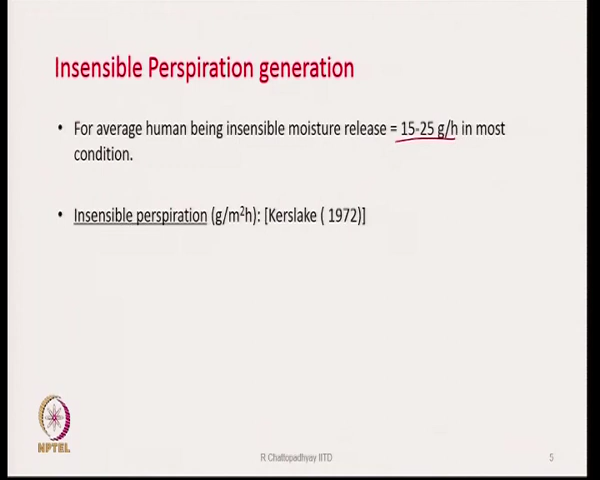 Insensible Perspiration generation
• For average human being insensible moisture release = 15-25 g/h in most
condition.
• Insensible perspiration (g/m²h): [Kerslake ( 1972)]
NPTEL
R Chattopadhyay IITD
5